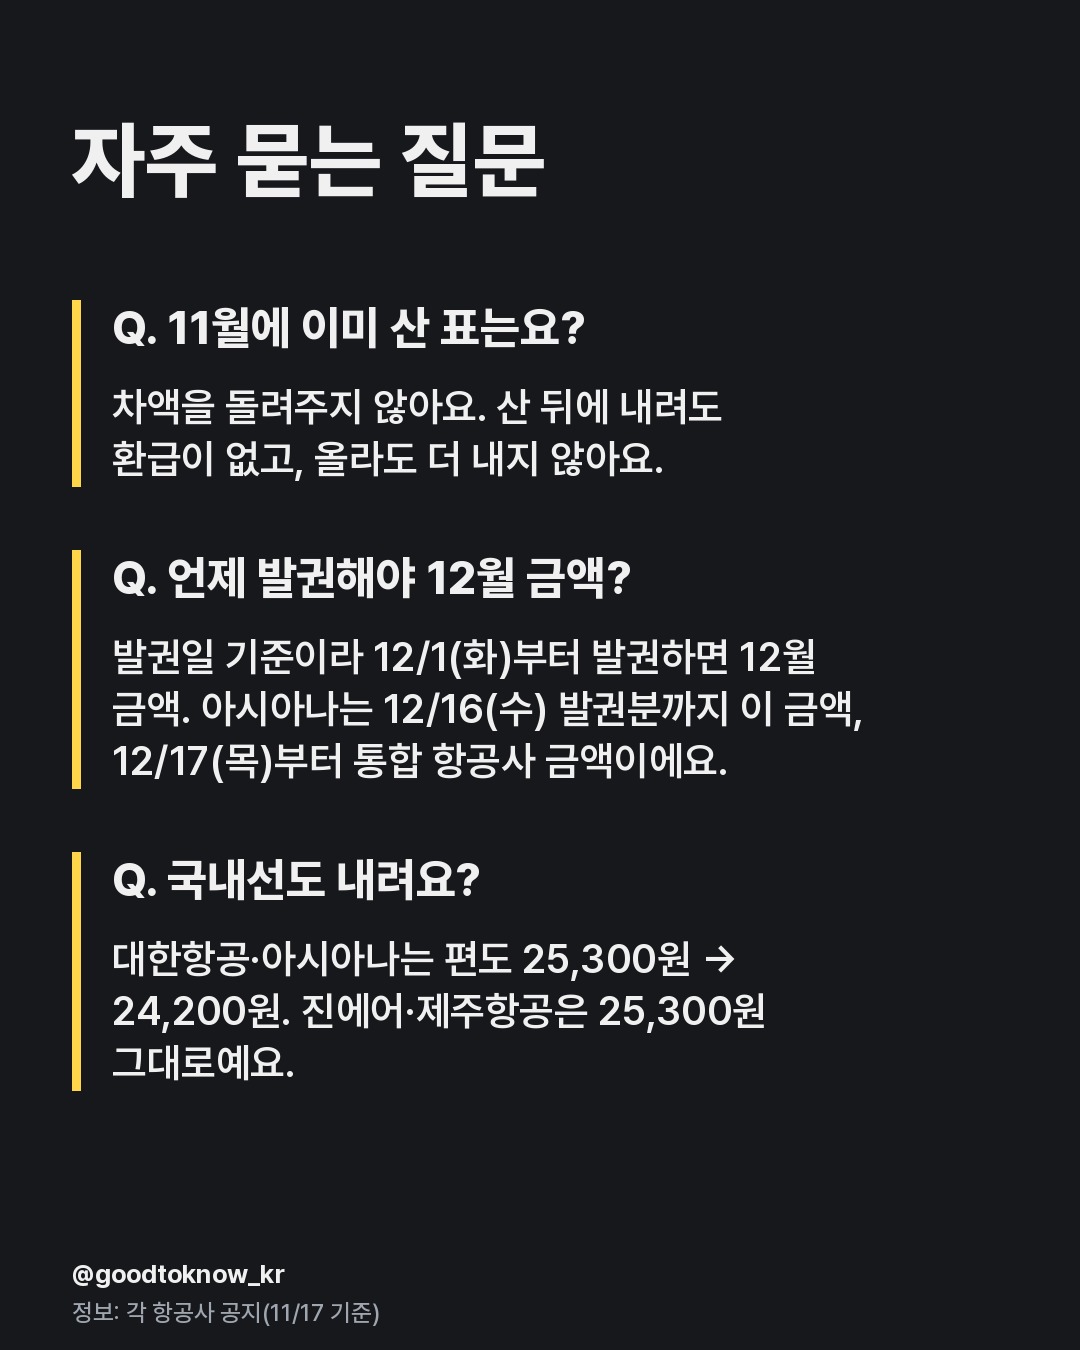 자주 묻는 질문
Q. 11월에 이미 산 표는요?
차액을 돌려주지 않아요. 산 뒤에 내려도
환급이 없고, 올라도 더 내지 않아요.
Q. 언제 발권해야 12월 금액?
발권일 기준이라 12/1(화)부터 발권하면 12월
금액. 아시아나는 12/16(수) 발권분까지 이 금액,
12/17(목)부터 통합 항공사 금액이에요.
Q. 국내선도 내려요?
대한항공·아시아나는 편도 25,300원 →
24,200원. 진에어·제주항공은 25,300원
그대로예요.
@goodtoknow_kr
정보: 각 항공사 공지(11/17 기준)